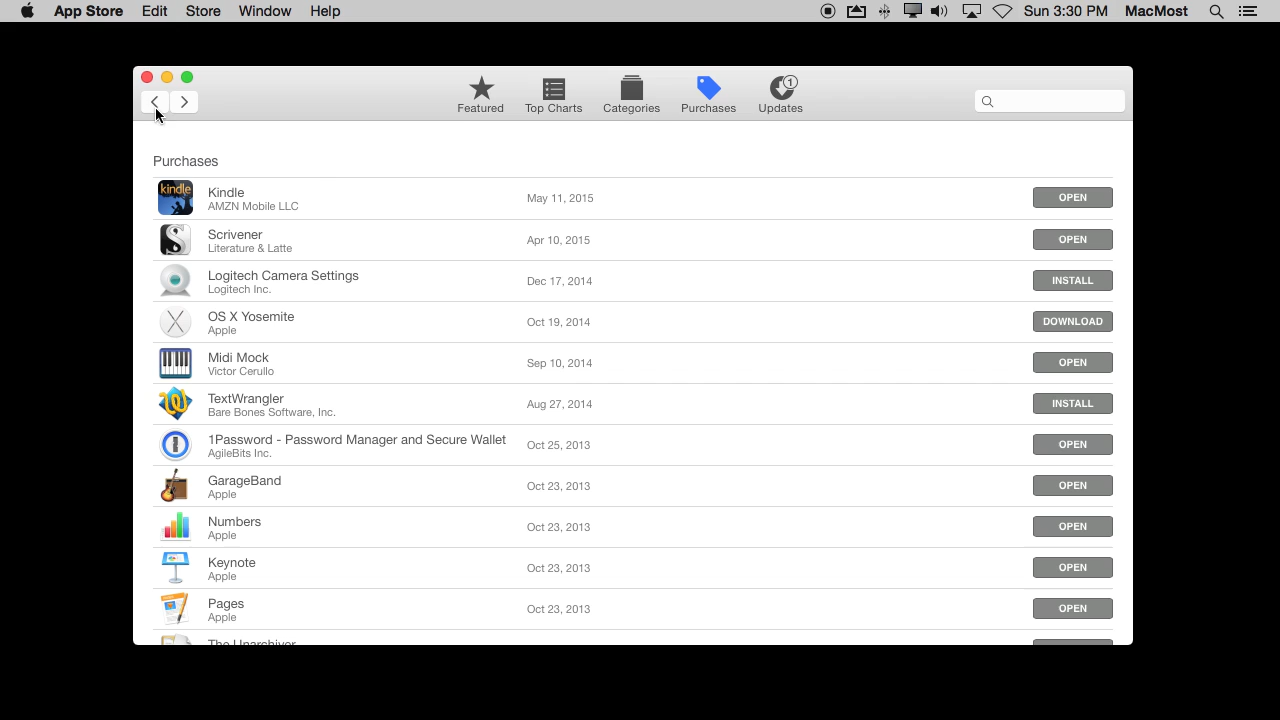 App Store Edit Store Window Help Sun 3:30 PM MacMost
Featured Top Charts Categories Purchases Updates
1
Purchases
kindle
Kindle
AMZN Mobile LLC
May 11, 2015
OPEN
Scrivener
Literature & Latte
Apr 10, 2015
OPEN
Logitech Camera Settings
Logitech Inc.
Dec 17, 2014
INSTALL
OS X Yosemite
Apple
Oct 19, 2014
DOWNLOAD
Midi Mock
Victor Cerullo
Sep 10, 2014
OPEN
TextWrangler
Bare Bones Software, Inc.
Aug 27, 2014
INSTALL
1Password - Password Manager and Secure Wallet
AgileBits Inc.
Oct 25, 2013
OPEN
GarageBand
Apple
Oct 23, 2013
OPEN
Numbers
Apple
Oct 23, 2013
OPEN
Keynote
Apple
Oct 23, 2013
OPEN
Pages
Apple
Oct 23, 2013
OPEN
The Unarchiver